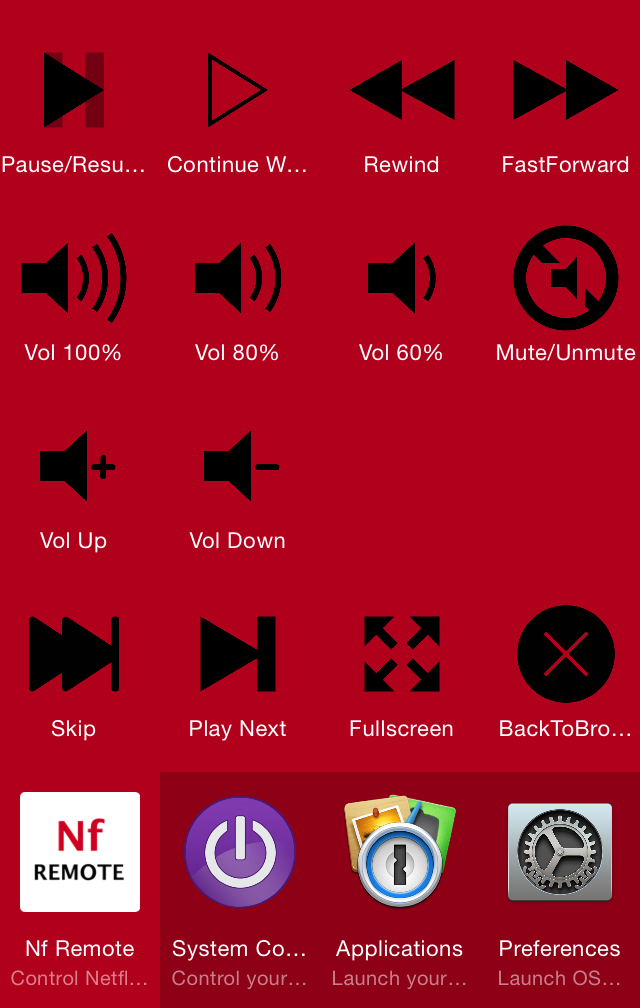 Pause/Resu... Continue W... Rewind FastForward
Vol 100% Vol 80% Vol 60% Mute/Unmute
Vol Up Vol Down
Skip Play Next Fullscreen BackToBro...
Nf
REMOTE
Nf Remote System Co... Applications Preferences
Control Netfl... Control your... Launch your... Launch OS...